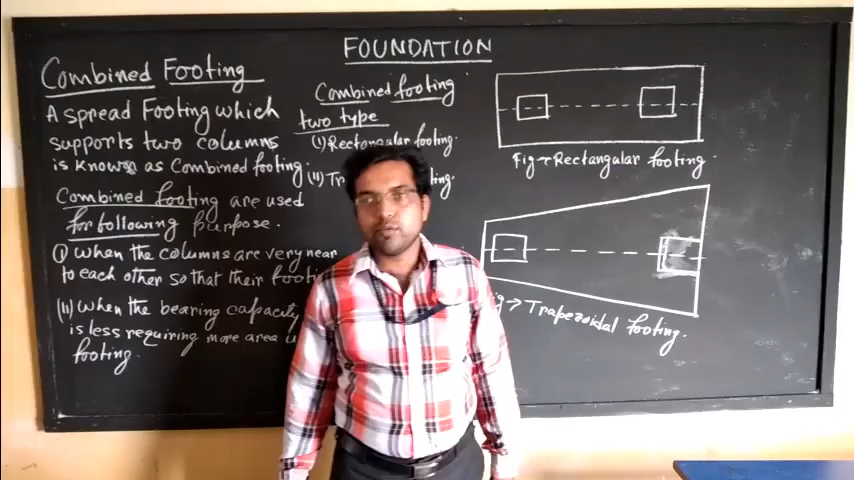 FOUNDATION
Combined Footing
A spread Footing which
supports two columns
is known as Combined footing.
Combined footing are used
for following purpose.
(i) When the columns are very near
to each other so that their footi
(ii) When the bearing capacity
is less requiring more area u
footing.
Combined footing
two type
(i) Rectangular footing.
(ii) Tr
ting.
Fig → Rectangular footing.
g → Trapezoidal footing.